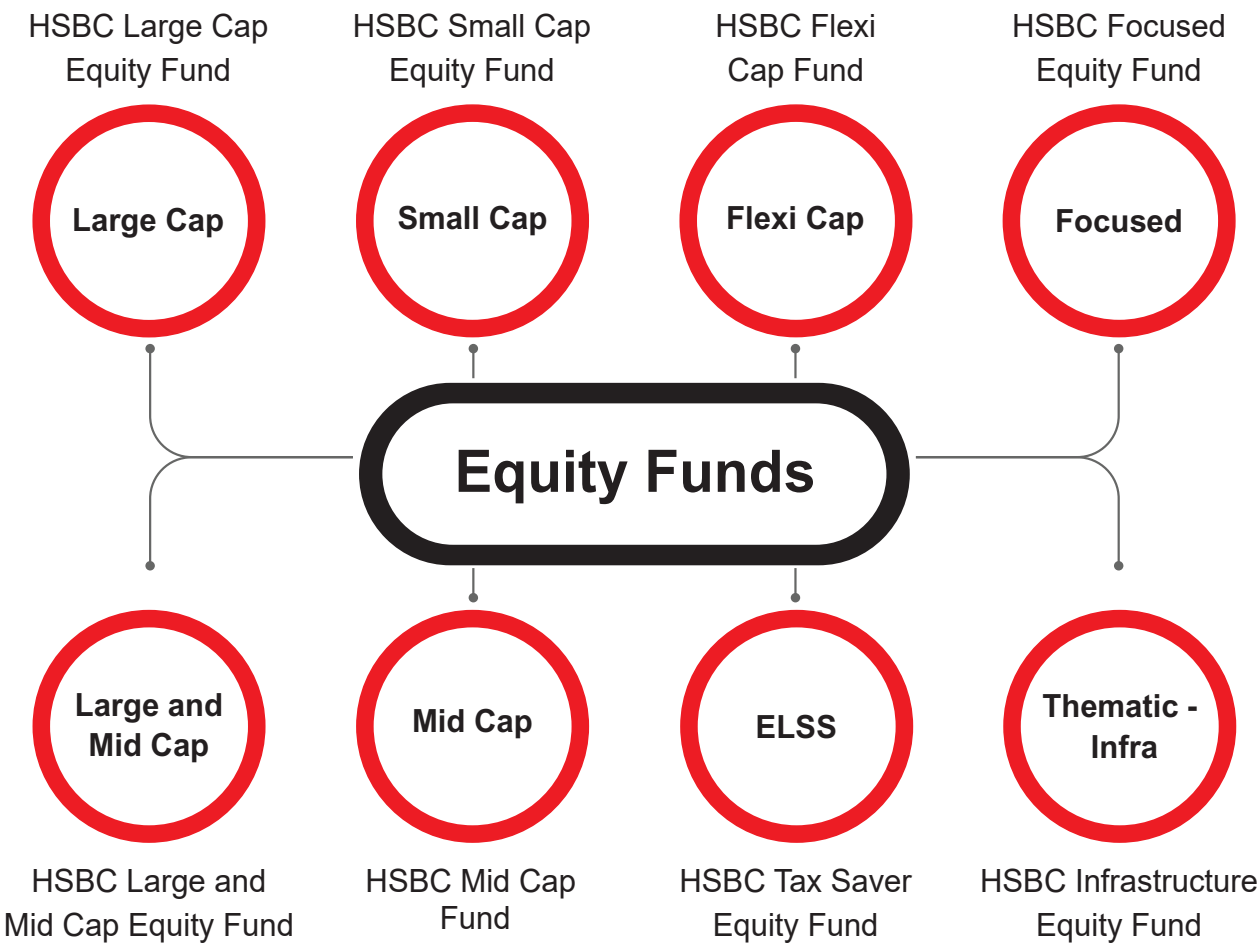 HSBC Large Cap
Equity Fund
HSBC Small Cap
Equity Fund
HSBC Flexi
Cap Fund
HSBC Focused
Equity Fund
Large Cap
Small Cap
Flexi Cap
Focused
Equity Funds
Large and
Mid Cap
Mid Cap
ELSS
Thematic -
Infra
HSBC Large and
Mid Cap Equity Fund
HSBC Mid Cap
Fund
HSBC Tax Saver
Equity Fund
HSBC Infrastructure
Equity Fund